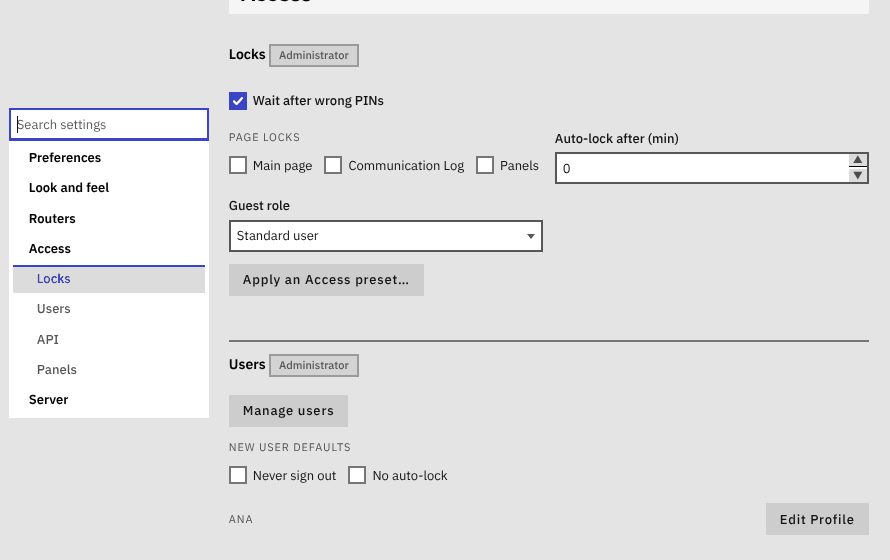 Access
Locks Administrator
Wait after wrong PINs
PAGE LOCKS
Main page Communication Log Panels
Auto-lock after (min)
0
Guest role
Standard user
Apply an Access preset...
Search settings
Preferences
Look and feel
Routers
Access
Locks
Users
API
Panels
Server
Users Administrator
Manage users
NEW USER DEFAULTS
Never sign out No auto-lock
ANA
Edit Profile